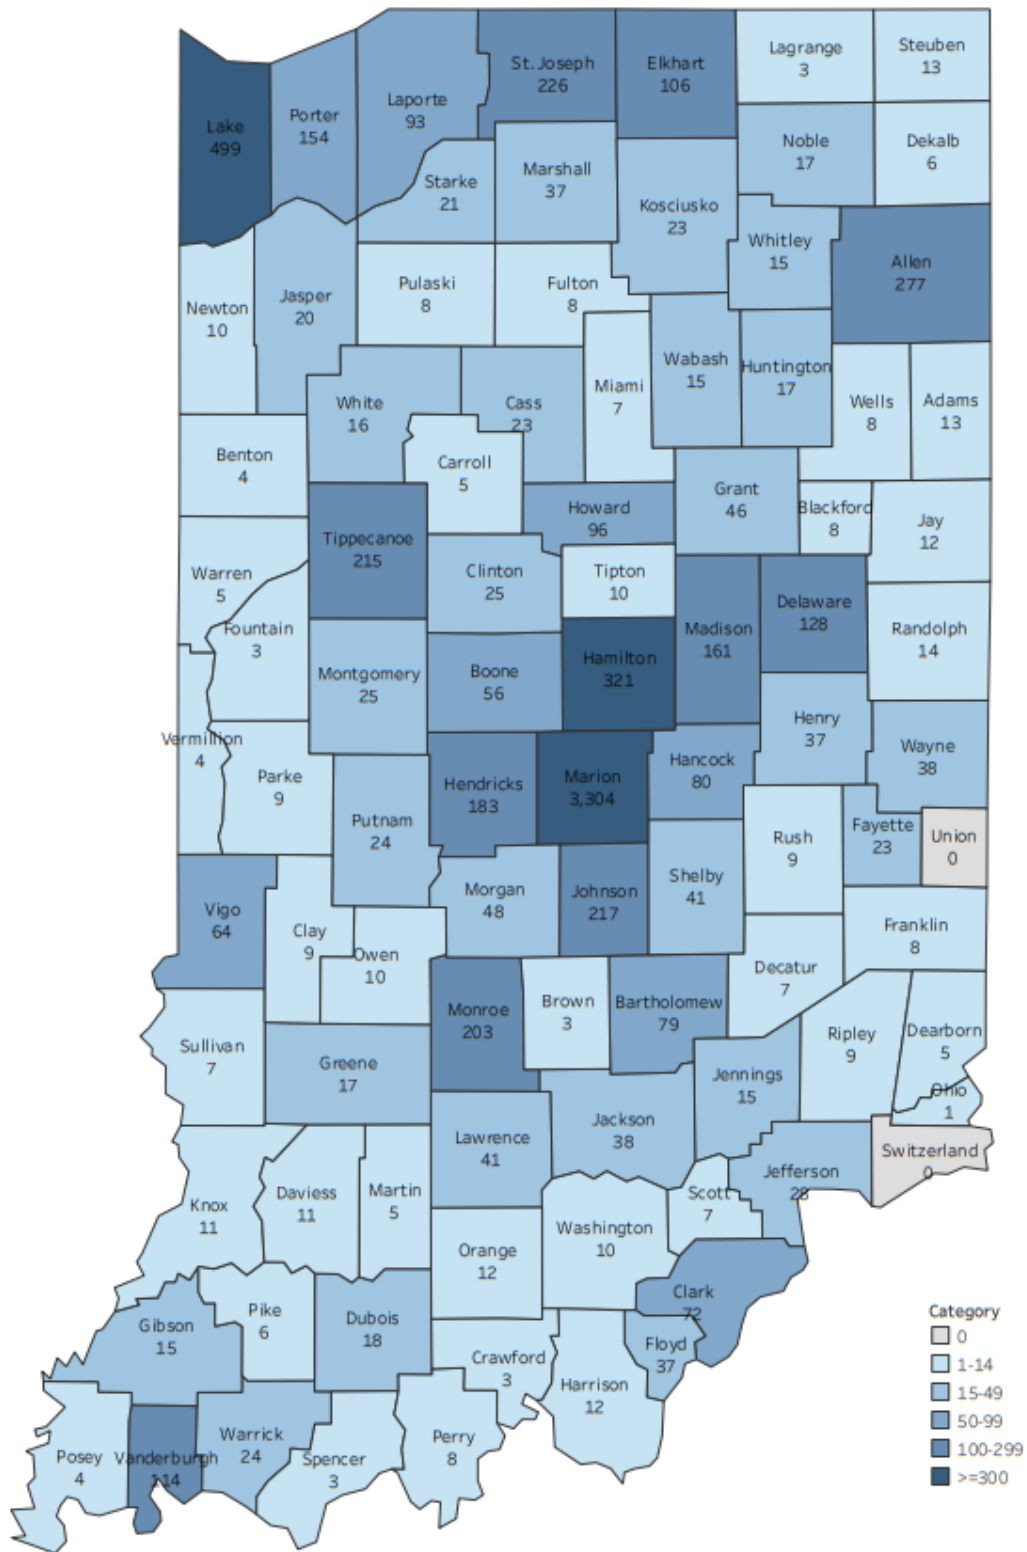 Lagrange
3
Steuben
13
St. Joseph
226
Elkhart
106
Laporte
93
Porter
154
Lake
499
Noble
17
Dekalb
6
Starke
21
Marshall
37
Kosciusko
23
Whitley
15
Allen
277
Newton
10
Jasper
20
Pulaski
8
Fulton
8
Miami
7
Wabash
15
Huntington
17
Wells
8
Adams
13
White
16
Cass
23
Carroll
5
Benton
4
Grant
46
Blackford
8
Jay
12
Howard
96
Tippecanoe
215
Warren
5
Clinton
25
Tipton
10
Delaware
128
Madison
161
Randolph
14
Fountain
3
Montgomery
25
Boone
56
Hamilton
321
Henry
37
Wayne
38
Vermillion
4
Parke
9
Putnam
24
Hendricks
183
Marion
3,304
Hancock
80
Rush
9
Fayette
23
Union
0
Vigo
64
Clay
9
Owen
10
Morgan
48
Johnson
217
Shelby
41
Franklin
8
Decatur
7
Sullivan
7
Greene
17
Monroe
203
Brown
3
Bartholomew
79
Ripley
9
Dearborn
5
Ohio
1
Jennings
15
Jackson
38
Lawrence
41
Switzerland
0
Jefferson
28
Scott
7
Knox
11
Daviess
11
Martin
5
Washington
10
Orange
12
Clark
72
Floyd
37
Gibson
15
Pike
6
Dubois
18
Crawford
3
Harrison
12
Posey
4
Vanderburgh
114
Warrick
24
Spencer
3
Perry
8
Category
0
1-14
15-49
50-99
100-299
>=300